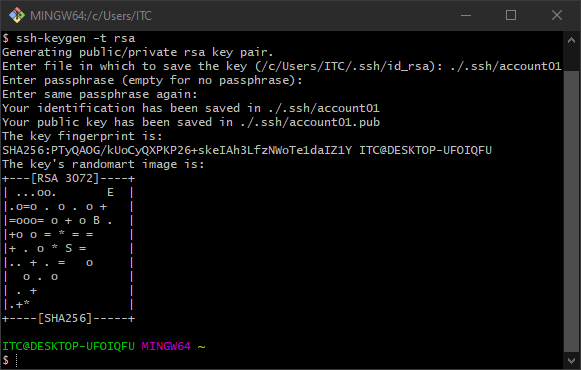 MINGW64:/c/Users/ITC
$ ssh-keygen -t rsa
Generating public/private rsa key pair.
Enter file in which to save the key (/c/Users/ITC/.ssh/id_rsa): ./.ssh/account01
Enter passphrase (empty for no passphrase):
Enter same passphrase again:
Your identification has been saved in ./.ssh/account01
Your public key has been saved in ./.ssh/account01.pub
The key fingerprint is:
SHA256:PTyQAOG/kUoCyQXPKP26+skeIAh3LfzNWoTe1daIZ1Y ITC@DESKTOP-UFOIQFU
The key's randomart image is:
+---[RSA 3072]----+
| ...oo.       E  |
|.o=o . o . o +   |
|=ooo= o + o B .  |
|+o o = * = =     |
|+ . o * S =      |
|.. + . =   o     |
|  o . o          |
| . +             |
|.+*              |
+----[SHA256]-----+
ITC@DESKTOP-UFOIQFU MINGW64 ~
$